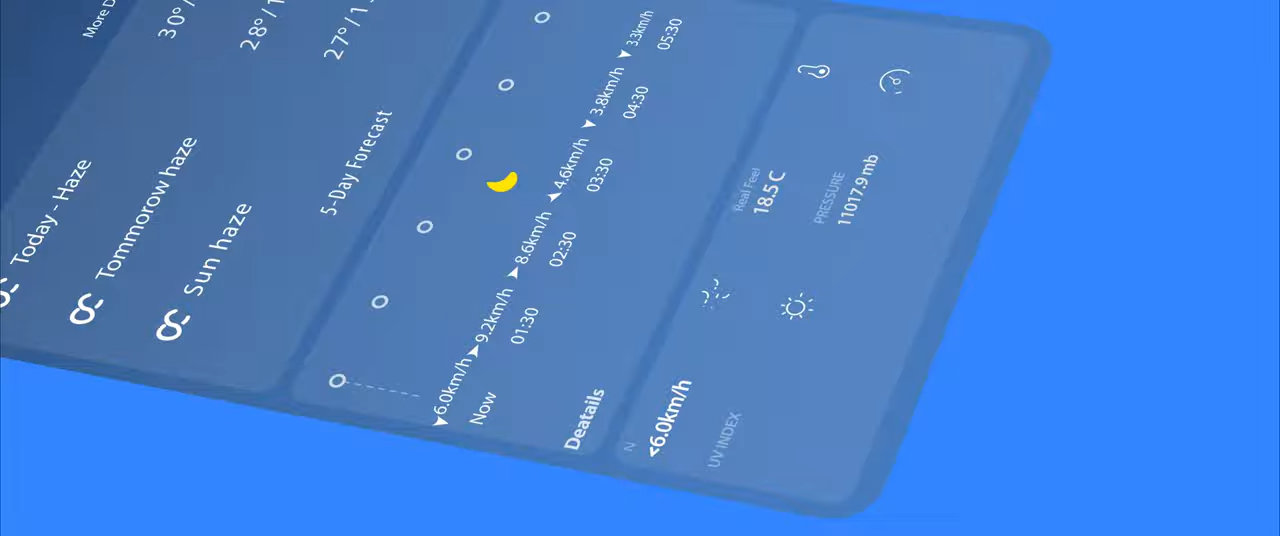 More D
Today - Haze
30°/
Tommorow haze
28°/1
Sun haze
27°/1
5-Day Forecast
6.0km/h 9.2km/h 8.6km/h 4.6km/h 3.8km/h 3.3km/h
Now 01:30 02:30 03:30 04:30 05:30
Deatails
N
<6.0km/h
Real Feel
18.5 C
UV INDEX
PRESSURE
11017.9 mb